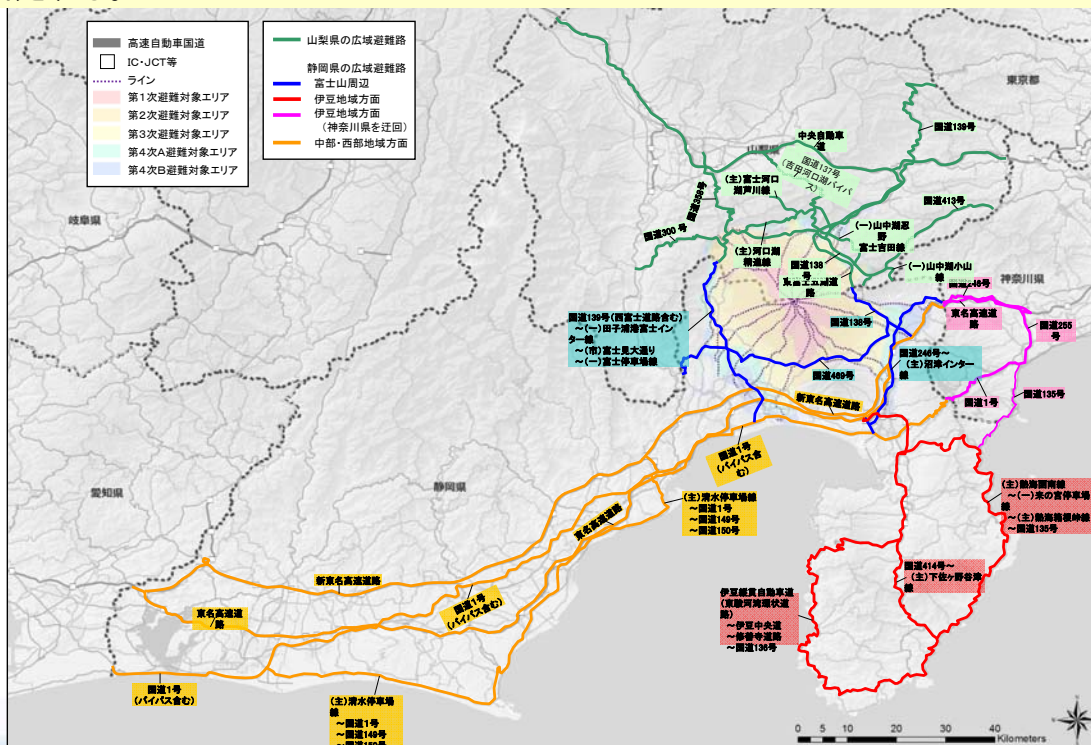 高速自動車国道
IC・JCT等
ライン
第1次避難対象エリア
第2次避難対象エリア
第3次避難対象エリア
第4次A避難対象エリア
第4次B避難対象エリア
山梨県の広域避難路
静岡県の広域避難路
富士山周辺
伊豆地域方面
伊豆地域方面
(神奈川県を迂回)
中部・西部地域方面
東京都
国道139号
中央自動車
道
山梨県
国道137号
(吉田河口湖バイパ
ス)
(主)富士河口
湖芦川線
国道358号
国道413号
岐阜県
国道300号
(主)河口湖
精進線
(一)山中湖忍
野
富士吉田線
国道138
号
東富士五湖道
路
(一)山中湖小山
線
神奈川県
国道246号
東名高速道
路
国道255
号
国道139号(西富士道路含む)
~(一)田子浦港富士イン
ター線
~(市)富士見大通り
~(一)富士停車場線
国道138号
国道246号~
(主)沼津インター
線
国道469号
国道1号
国道135号
新東名高速道路
国道1号
(バイパス含
む)
愛知県
静岡県
(主)清水停車場線
~国道1号
~国道149号
~国道150号
東名高速道路
(主)熱海函南線
~(一)来の宮停車場
線
~(主)熱海箱根峠線
~国道135号
新東名高速道路
国道1号
(バイパス含む)
国道414号~
(主)下佐ヶ野谷津
線
東名高速道
路
伊豆縦貫自動車道
(東駿河湾環状道
路)
~伊豆中央道
~修善寺道路
~国道136号
国道1号
(バイパス含む)
(主)清水停車場
線
~国道1号
~国道149号
~国道150号
0 5 10 20 30 40
Kilometers